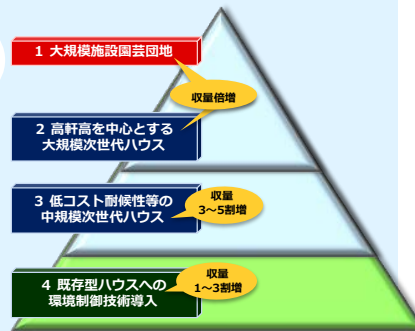 1 大規模施設園芸団地
収量倍増
2 高軒高を中心とする
大規模次世代ハウス
3 低コスト耐候性等の
中規模次世代ハウス
収量
3~5割増
4 既存型ハウスへの
環境制御技術導入
収量
1~3割増